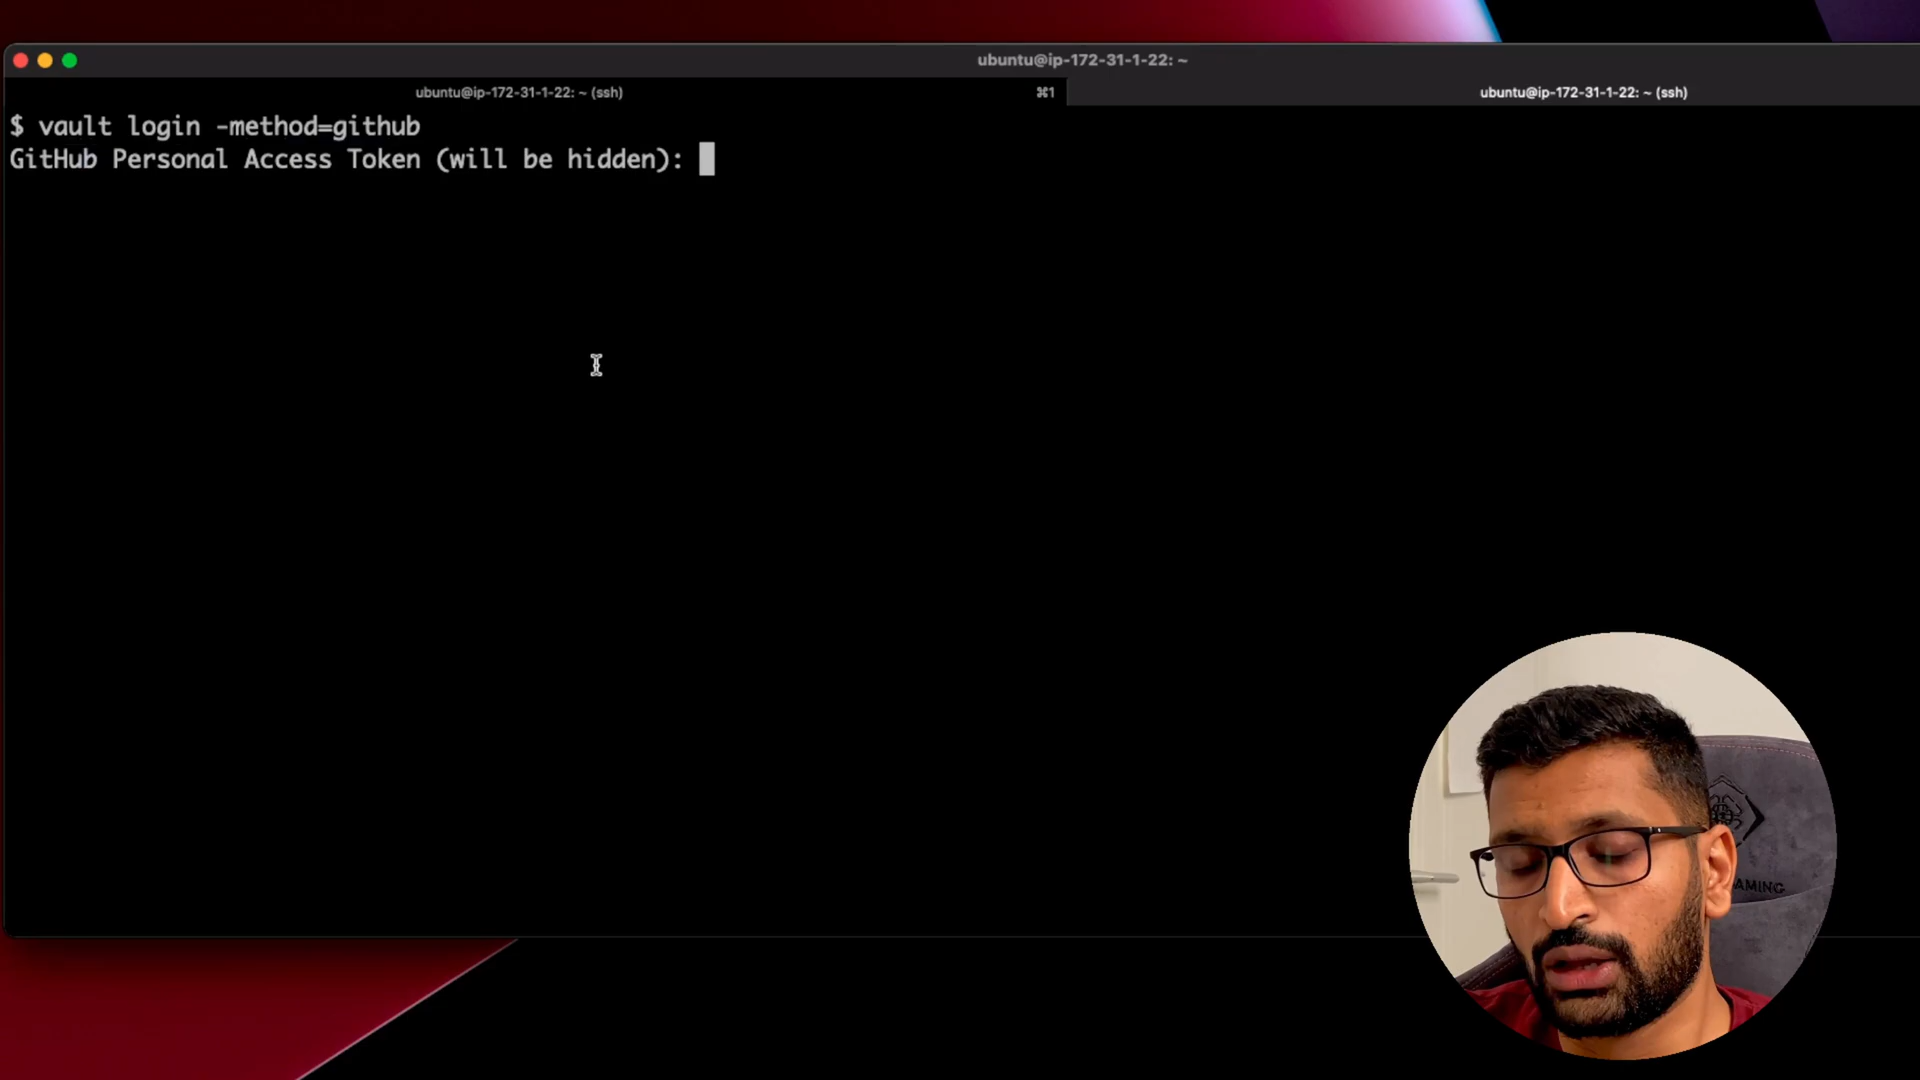 ubuntu@ip-172-31-1-22: ~
ubuntu@ip-172-31-1-22: ~ (ssh)
⌘1
ubuntu@ip-172-31-1-22: ~ (ssh)
$ vault login -method=github
GitHub Personal Access Token (will be hidden):
AMING